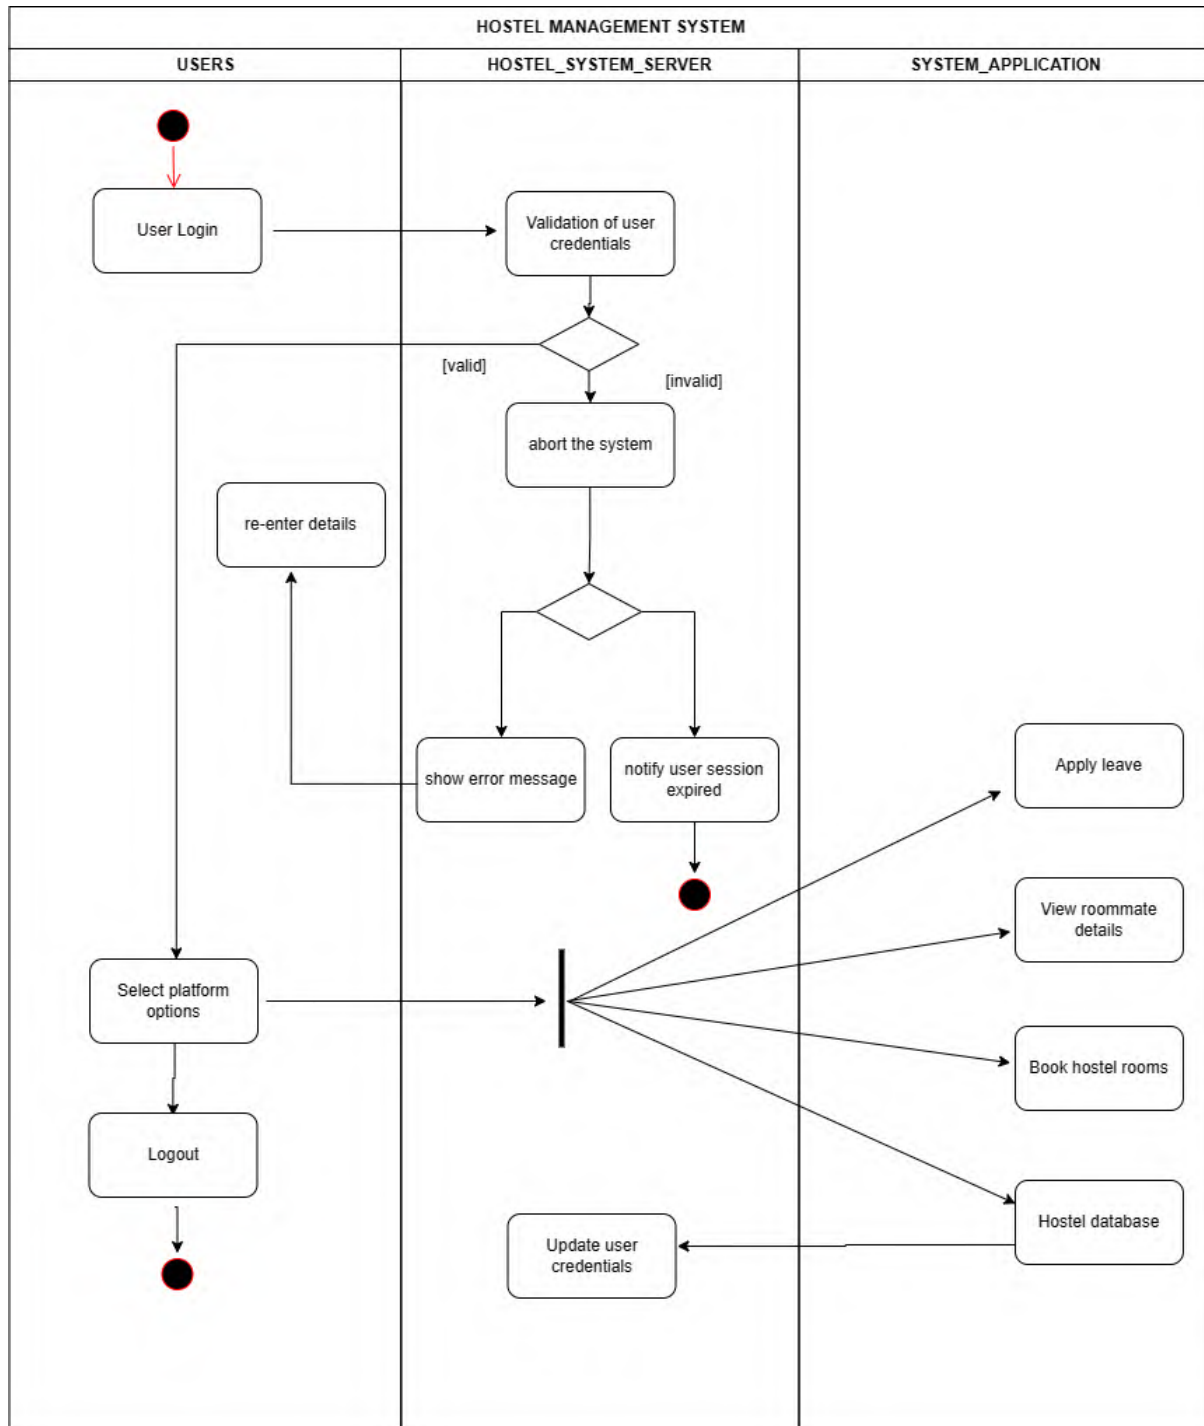 HOSTEL MANAGEMENT SYSTEM
USERS
HOSTEL_SYSTEM_SERVER
SYSTEM_APPLICATION
User Login
Validation of user
credentials
[valid]
[invalid]
abort the system
re-enter details
show error message
notify user session
expired
Apply leave
View roommate
details
Select platform
options
Book hostel rooms
Logout
Hostel database
Update user
credentials